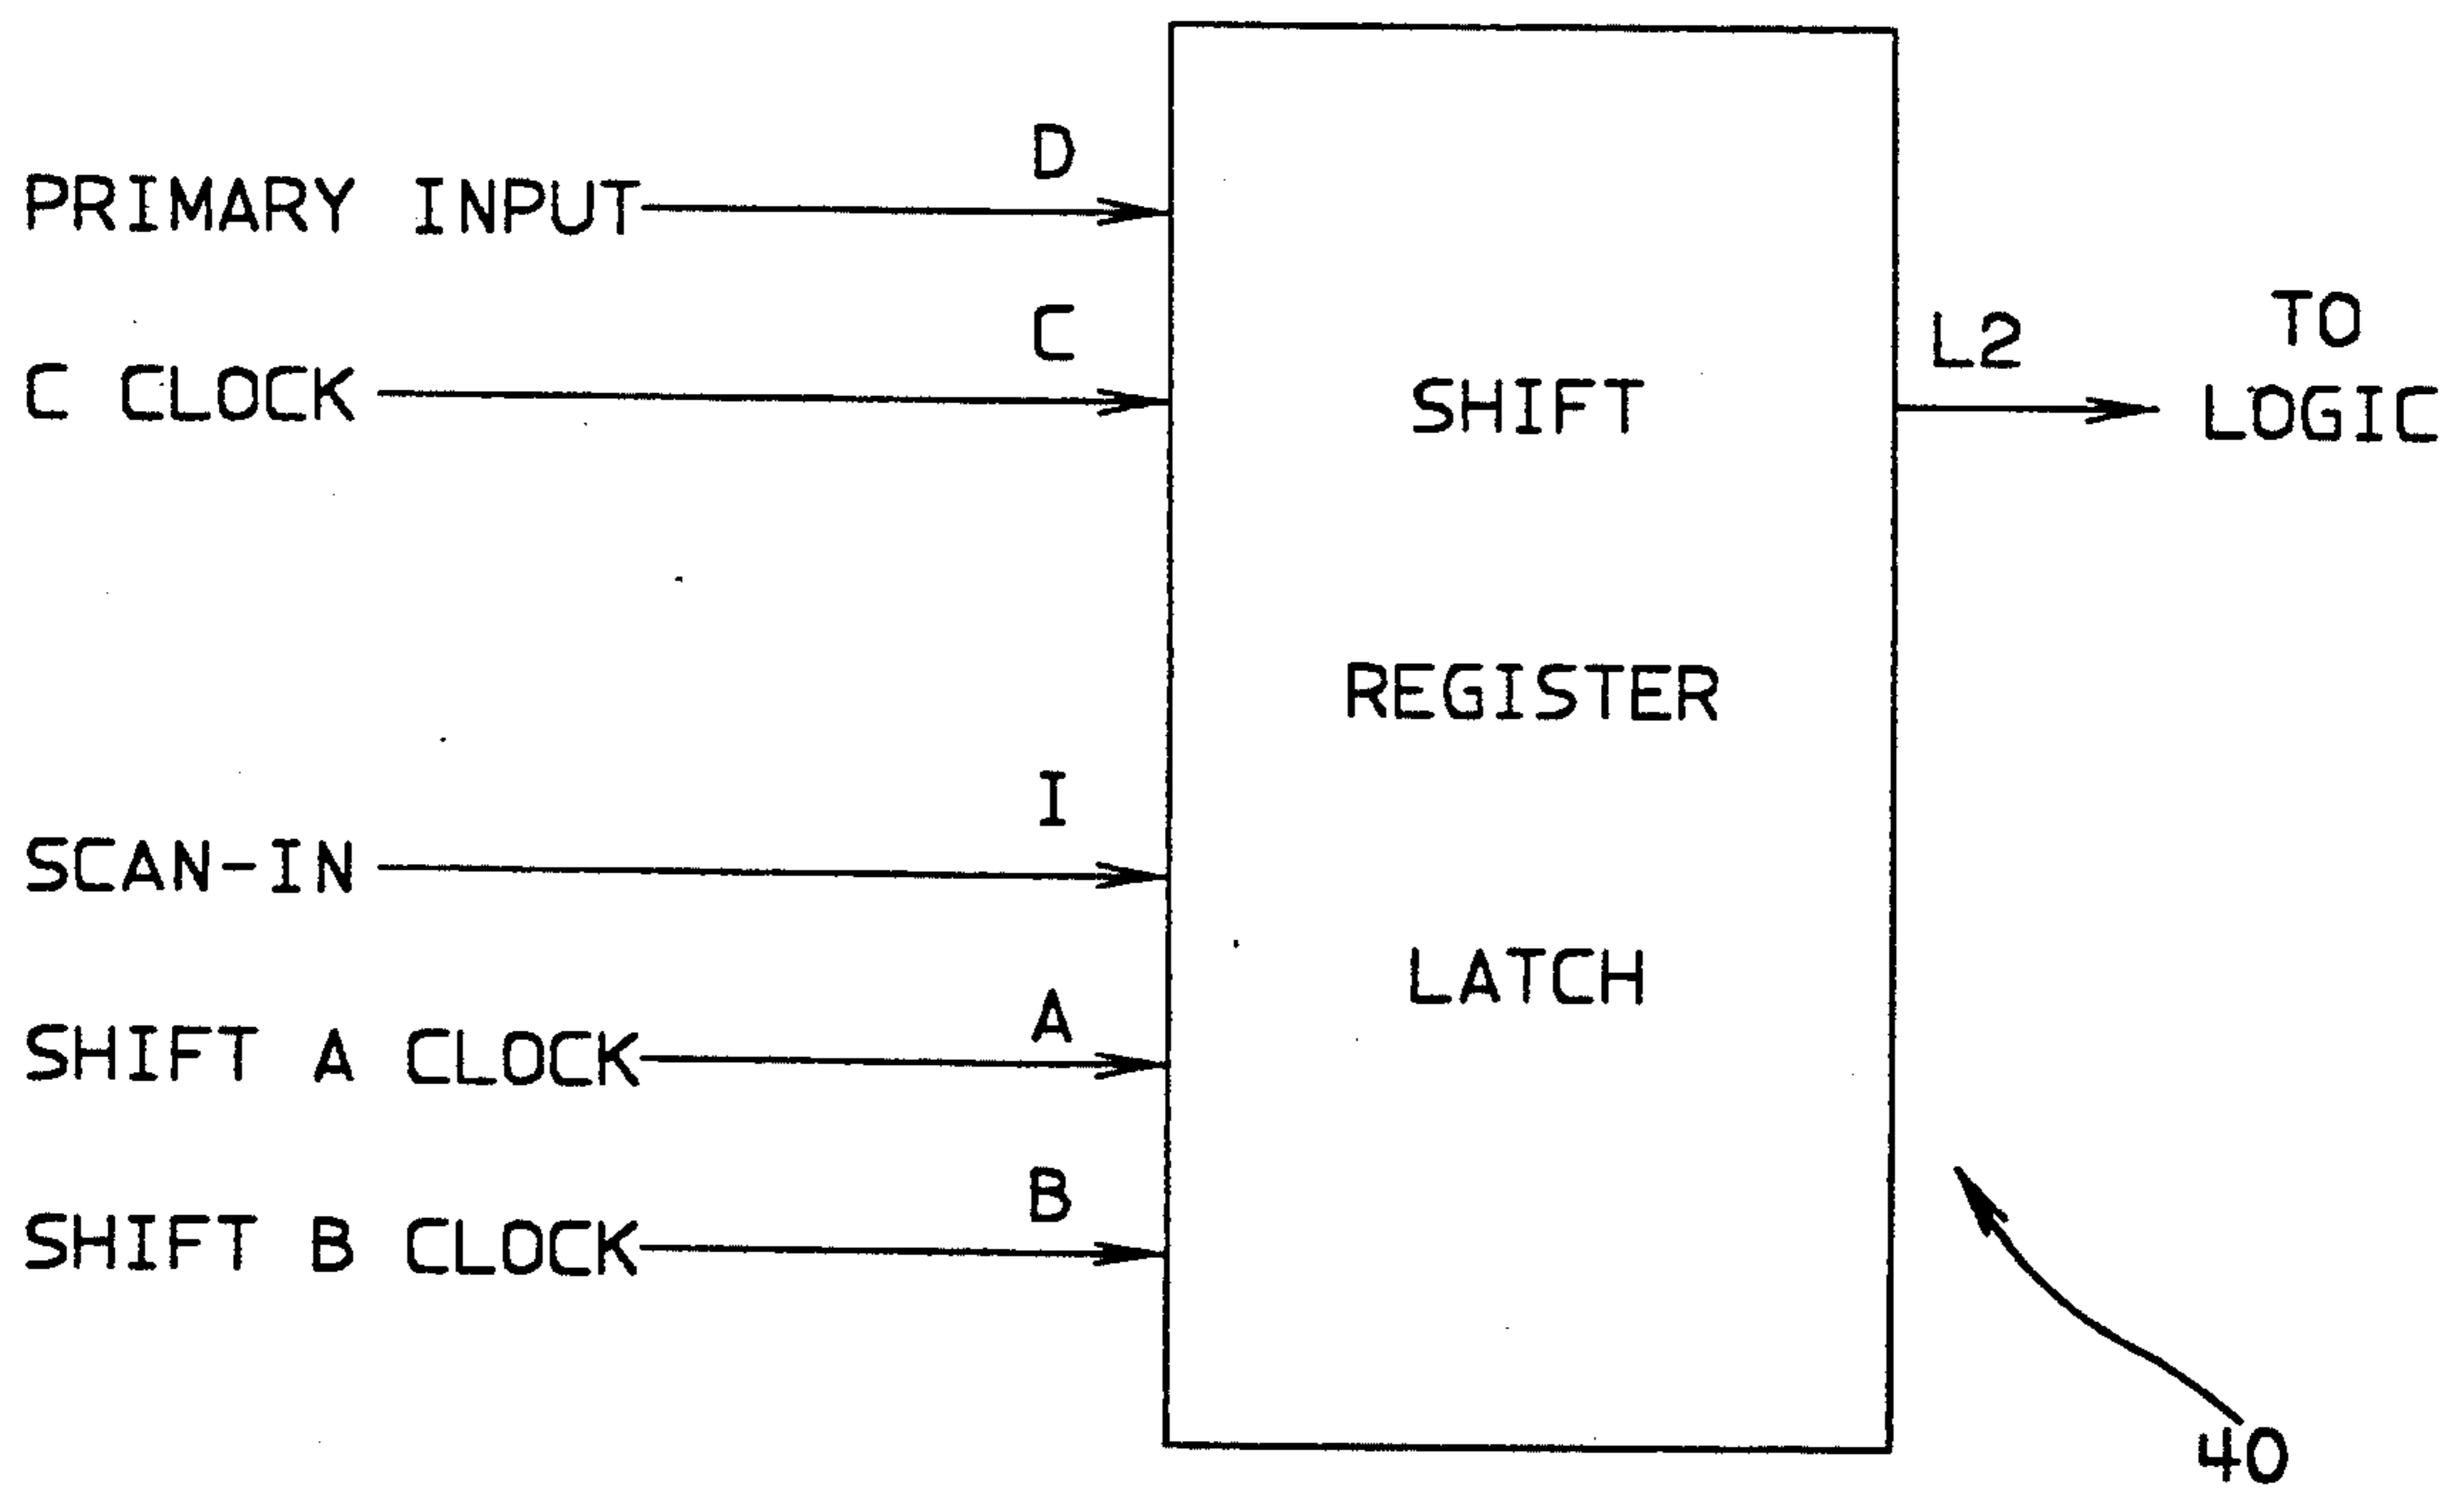 D
PRIMARY INPUT
C
C CLOCK
I
SCAN-IN
A
SHIFT A CLOCK
B
SHIFT B CLOCK
SHIFT
REGISTER
LATCH
L2
TO
LOGIC
40